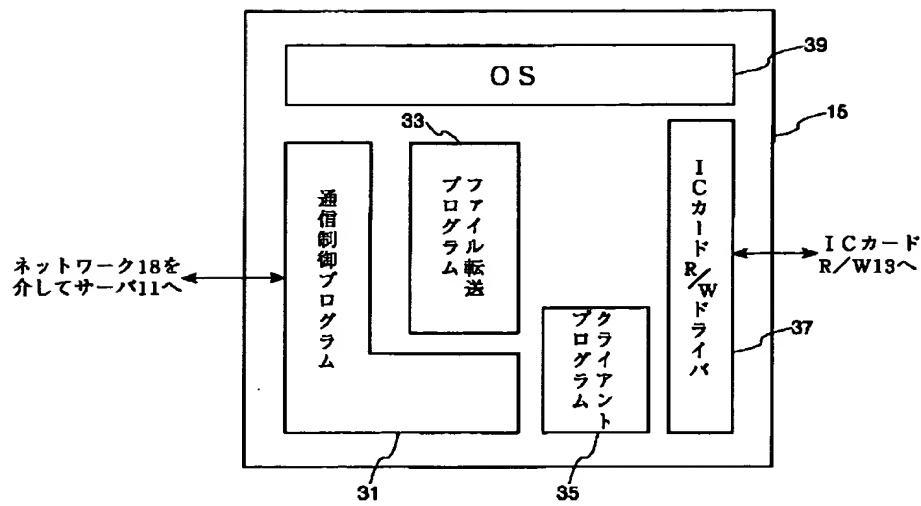 OS
39
15
33
通信制御プログラム
ファイル転送
プログラム
ICカードR/Wドライバ
ネットワーク18を
介してサーバ11へ
ICカード
R/W13へ
クライアント
プログラム
37
31
35